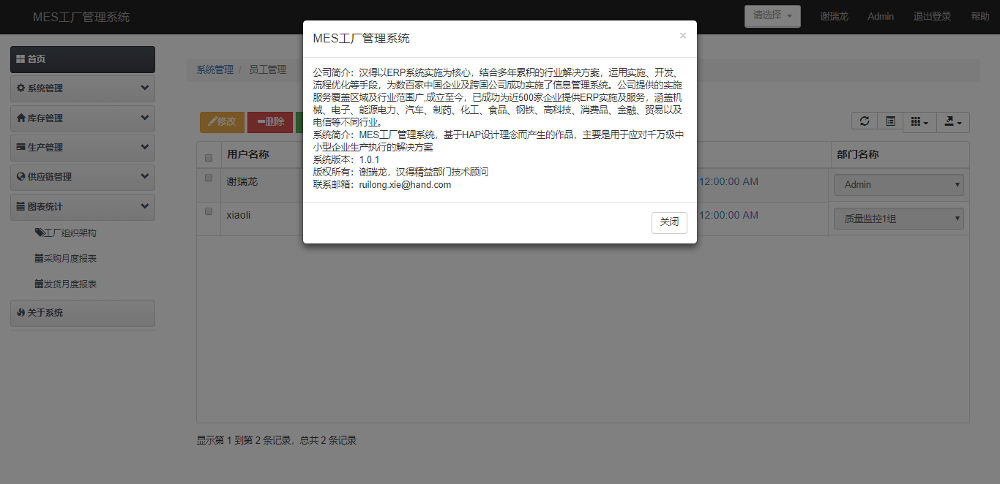 MES工厂管理系统
请选择
谢瑞龙
Admin
退出登录
帮助
首页
系统管理
库存管理
生产管理
供应链管理
图表统计
工厂组织架构
采购月度报表
发货月度报表
关于系统
系统管理 / 员工管理
修改
删除
用户名称
部门名称
谢瑞龙
12:00:00 AM
Admin
xiaoli
12:00:00 AM
质量监控1组
显示第 1 到第 2 条记录，总共 2 条记录
MES工厂管理系统
×
公司简介：汉得以ERP系统实施为核心，结合多年累积的行业解决方案，运用实施、开发、
流程优化等手段，为数百家中国企业及跨国公司成功实施了信息管理系统。公司提供的实施
服务覆盖区域及行业范围广,成立至今，已成功为近500家企业提供ERP实施及服务，涵盖机
械、电子、能源电力、汽车、制药、化工、食品、钢铁、高科技、消费品、金融、贸易以及
电信等不同行业。
系统简介：MES工厂管理系统，基于HAP设计理念而产生的作品，主要是用于应对千万级中
小型企业生产执行的解决方案
系统版本：1.0.1
版权所有：谢瑞龙，汉得精益部门技术顾问
联系邮箱：ruilong.xie@hand.com
关闭